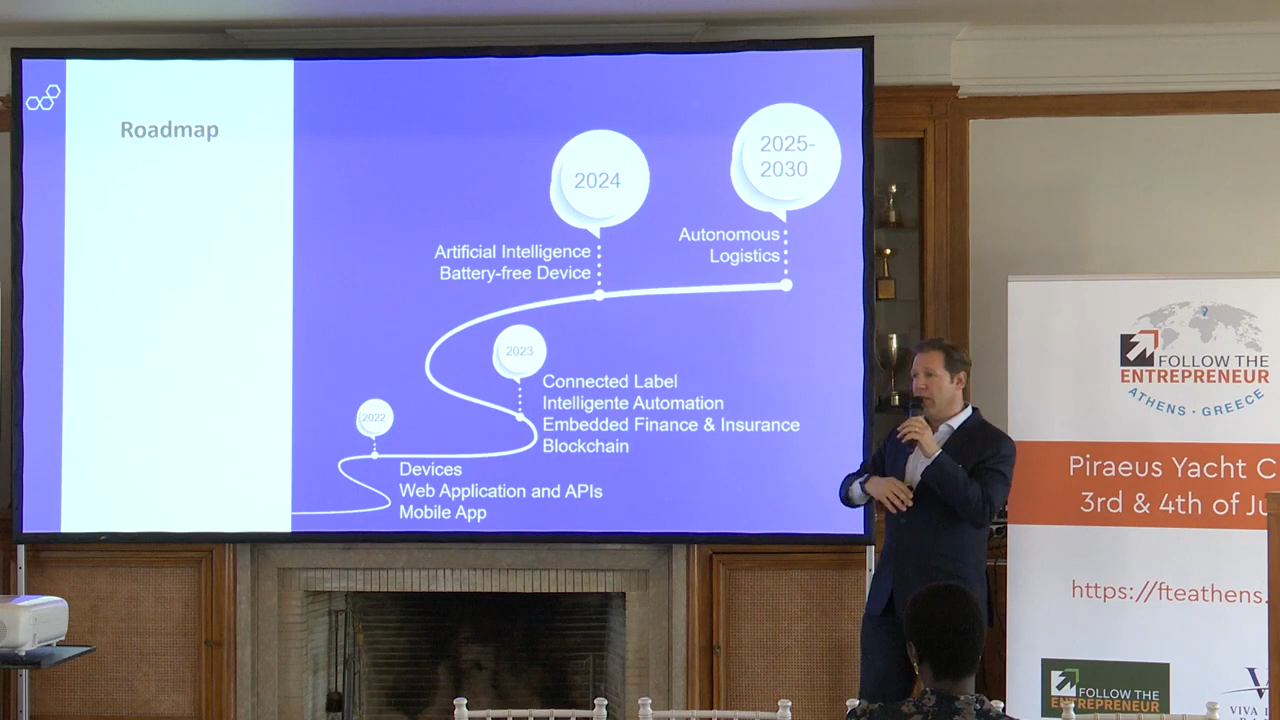 Roadmap
2025-
2030
2024
Autonomous
Logistics
Artificial Intelligence
Battery-free Device
2023
Connected Label
Intelligente Automation
Embedded Finance & Insurance
Blockchain
2022
Devices
Web Application and APIs
Mobile App
FOLLOW THE
ENTREPRENEUR
ATHENS · GREECE
Piraeus Yacht C
3rd & 4th of Ju
https://fteathens.
FOLLOW THE
ENTREPRENEUR